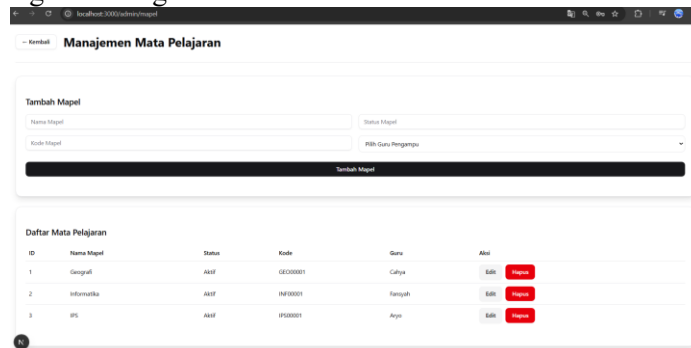 localhost:3000/admin/mapel
← Kembali Manajemen Mata Pelajaran
Tambah Mapel
Nama Mapel Status Mapel
Kode Mapel Pilih Guru Pengampu
Tambah Mapel
Daftar Mata Pelajaran
ID Nama Mapel Status Kode Guru Aksi
1 Geografi Aktif GEO00001 Cahya Edit Hapus
2 Informatika Aktif INF00001 Fansyah Edit Hapus
3 IPS Aktif IPS00001 Arya Edit Hapus
N